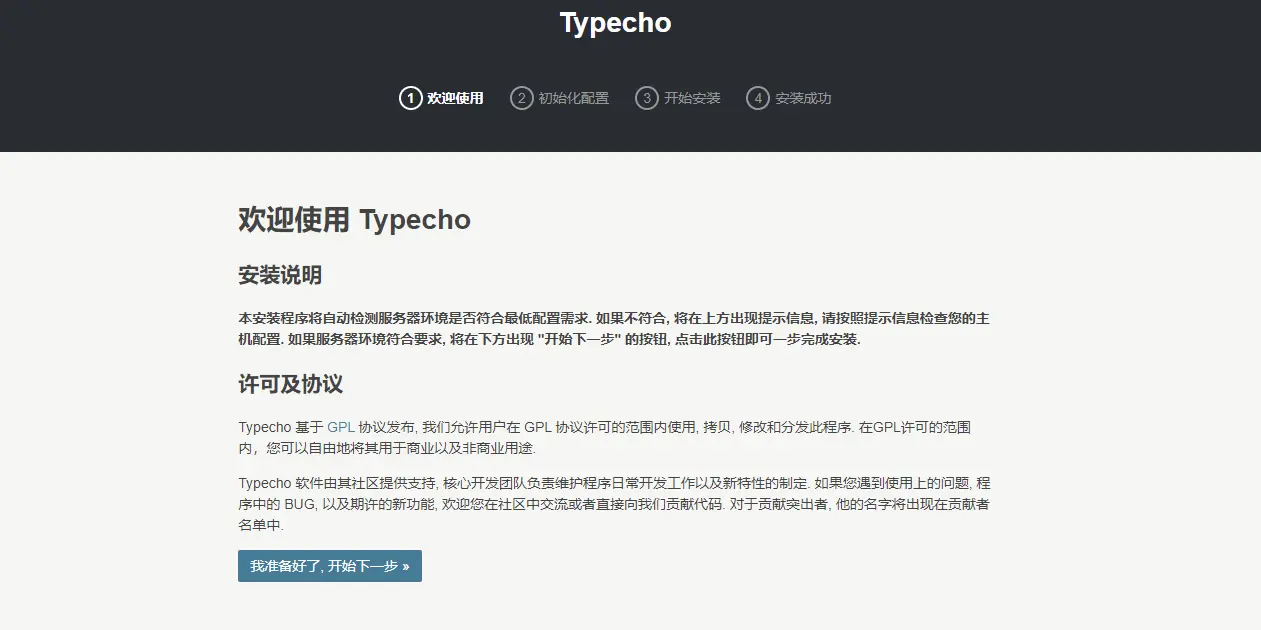 Typecho
1 欢迎使用 2 初始化配置 3 开始安装 4 安装成功
欢迎使用 Typecho
安装说明
本安装程序将自动检测服务器环境是否符合最低配置需求. 如果不符合, 将在上方出现提示信息, 请按照提示信息检查您的主
机配置. 如果服务器环境符合要求, 将在下方出现 "开始下一步" 的按钮, 点击此按钮即可一步完成安装.
许可及协议
Typecho 基于 GPL 协议发布, 我们允许用户在 GPL 协议许可的范围内使用, 拷贝, 修改和分发此程序. 在GPL许可的范围
内，您可以自由地将其用于商业以及非商业用途.
Typecho 软件由其社区提供支持, 核心开发团队负责维护程序日常开发工作以及新特性的制定. 如果您遇到使用上的问题, 程
序中的 BUG, 以及期许的新功能, 欢迎您在社区中交流或者直接向我们贡献代码. 对于贡献突出者, 他的名字将出现在贡献者
名单中.
我准备好了, 开始下一步 »